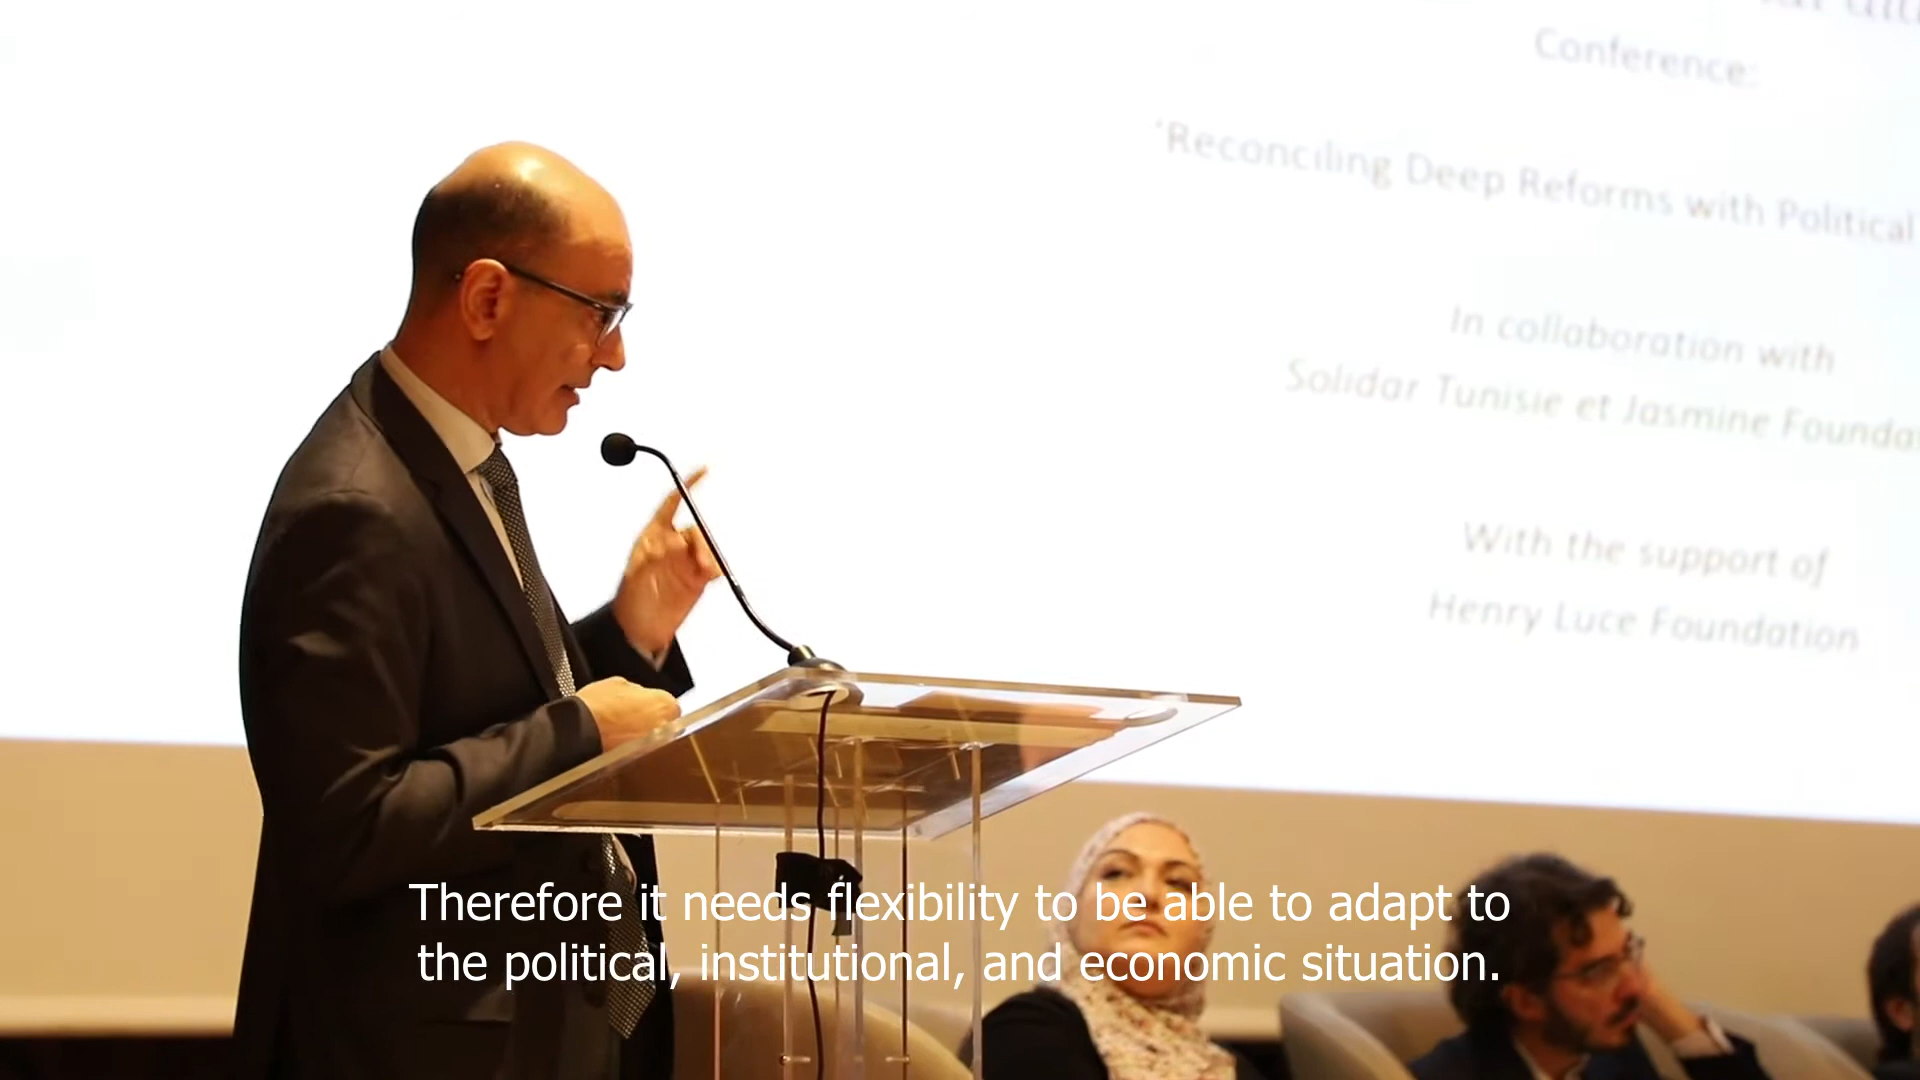 Conference:
'Reconciling Deep Reforms with Political
In collaboration with
Solidar Tunisie et Jasmine
With the support of
Henry Luce Foundation
Therefore it needs flexibility to be able to adapt to
the political, institutional, and economic situation.